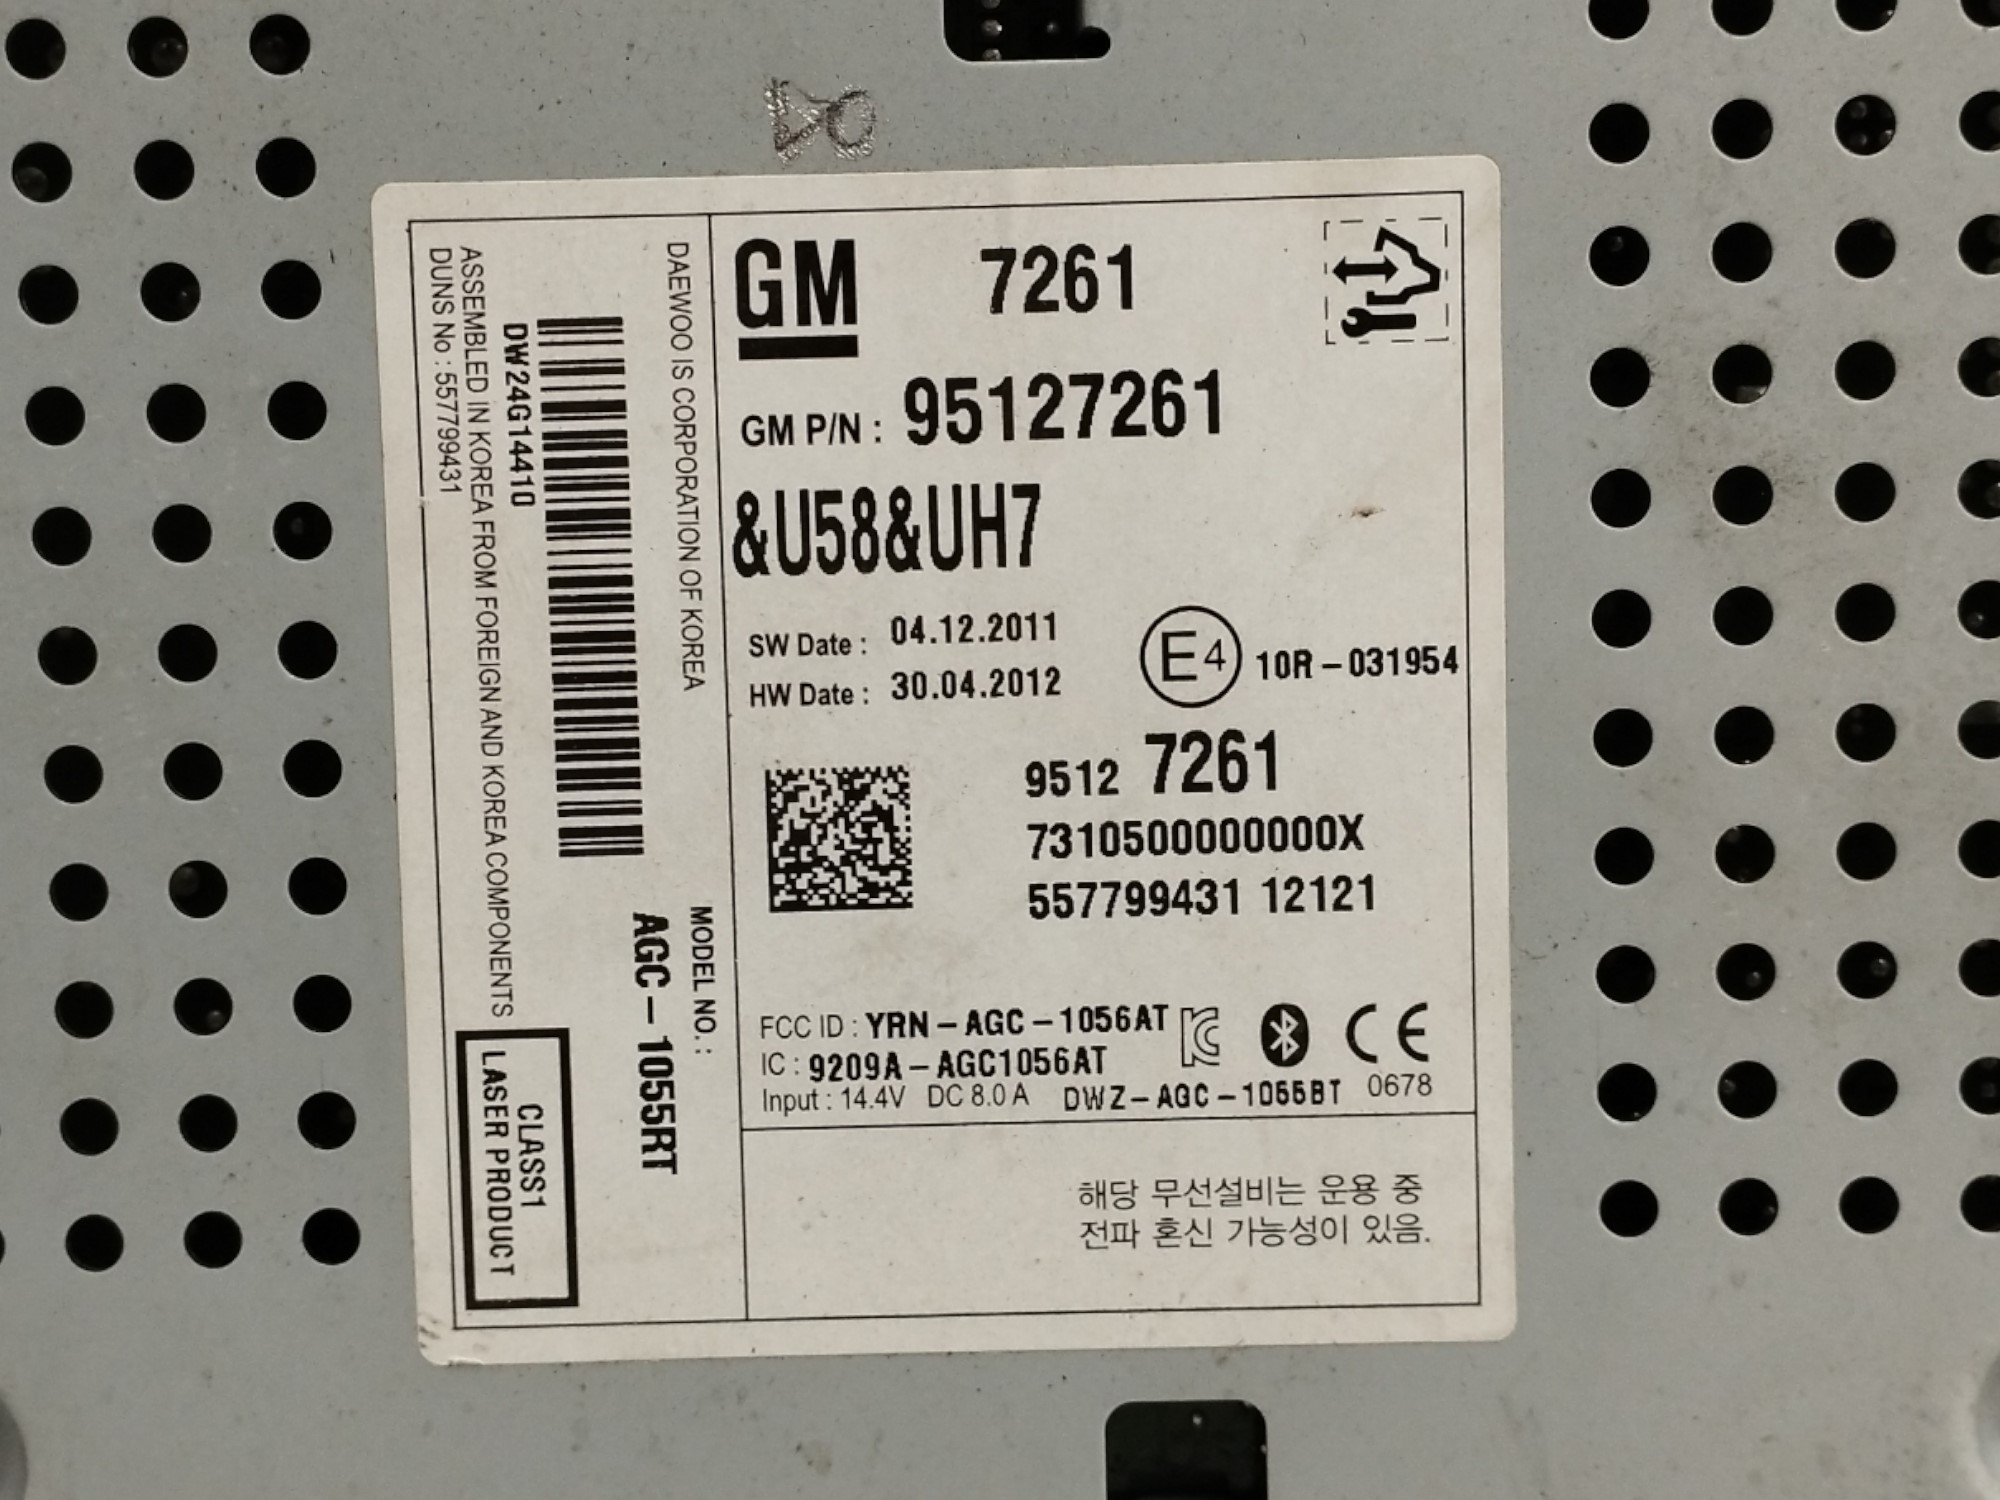 GM 7261
GM P/N : 95127261
&U58&UH7
SW Date : 04.12.2011
HW Date : 30.04.2012
E4 10R-031954
9512 7261
7310500000000X
557799431 12121
FCC ID : YRN-AGC-1056AT
IC : 9209A-AGC1056AT
Input : 14.4V DC 8.0 A DWZ-AGC-1055BT
CE 0678
해당 무선설비는 운용 중
전파 혼신 가능성이 있음.
DAEWOO IS CORPORATION OF KOREA
MODEL NO. :
AGC-1055RT
DW24G14410
ASSEMBLED IN KOREA FROM FOREIGN AND KOREA COMPONENTS
DUNS No : 557799431
CLASS1
LASER PRODUCT